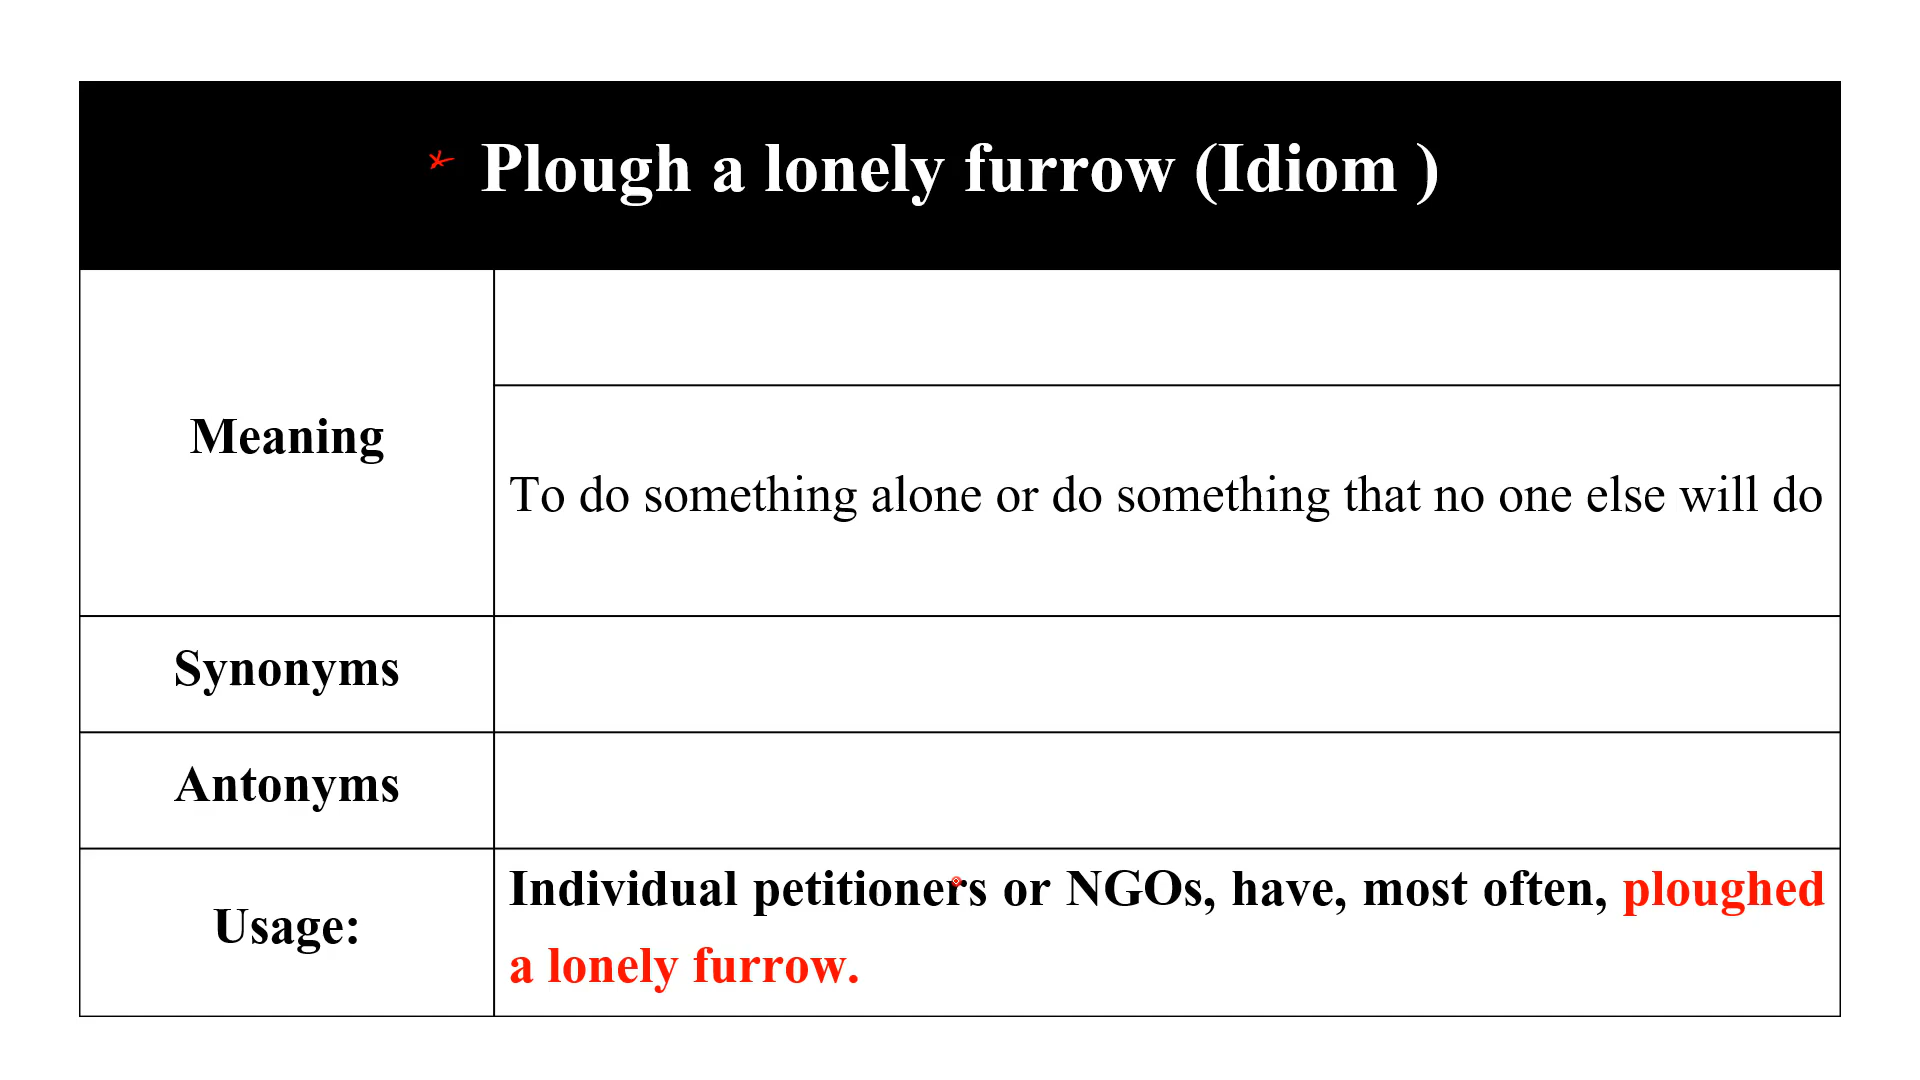 * Plough a lonely furrow (Idiom )
Meaning
To do something alone or do something that no one else will do
Synonyms
Antonyms
Usage:
Individual petitioners or NGOs, have, most often, ploughed
a lonely furrow.